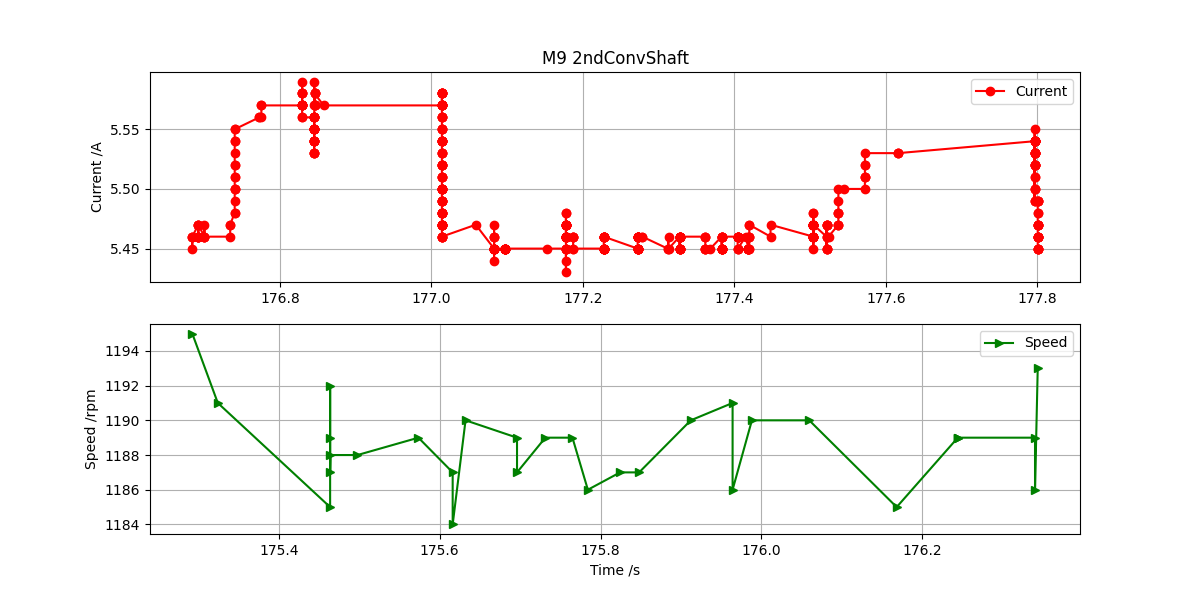 M9 2ndConvShaft
Current
5.55
5.50
5.45
Current /A
176.8 177.0 177.2 177.4 177.6 177.8
Speed
1194
1192
1190
1188
1186
1184
Speed /rpm
175.4 175.6 175.8 176.0 176.2
Time /s